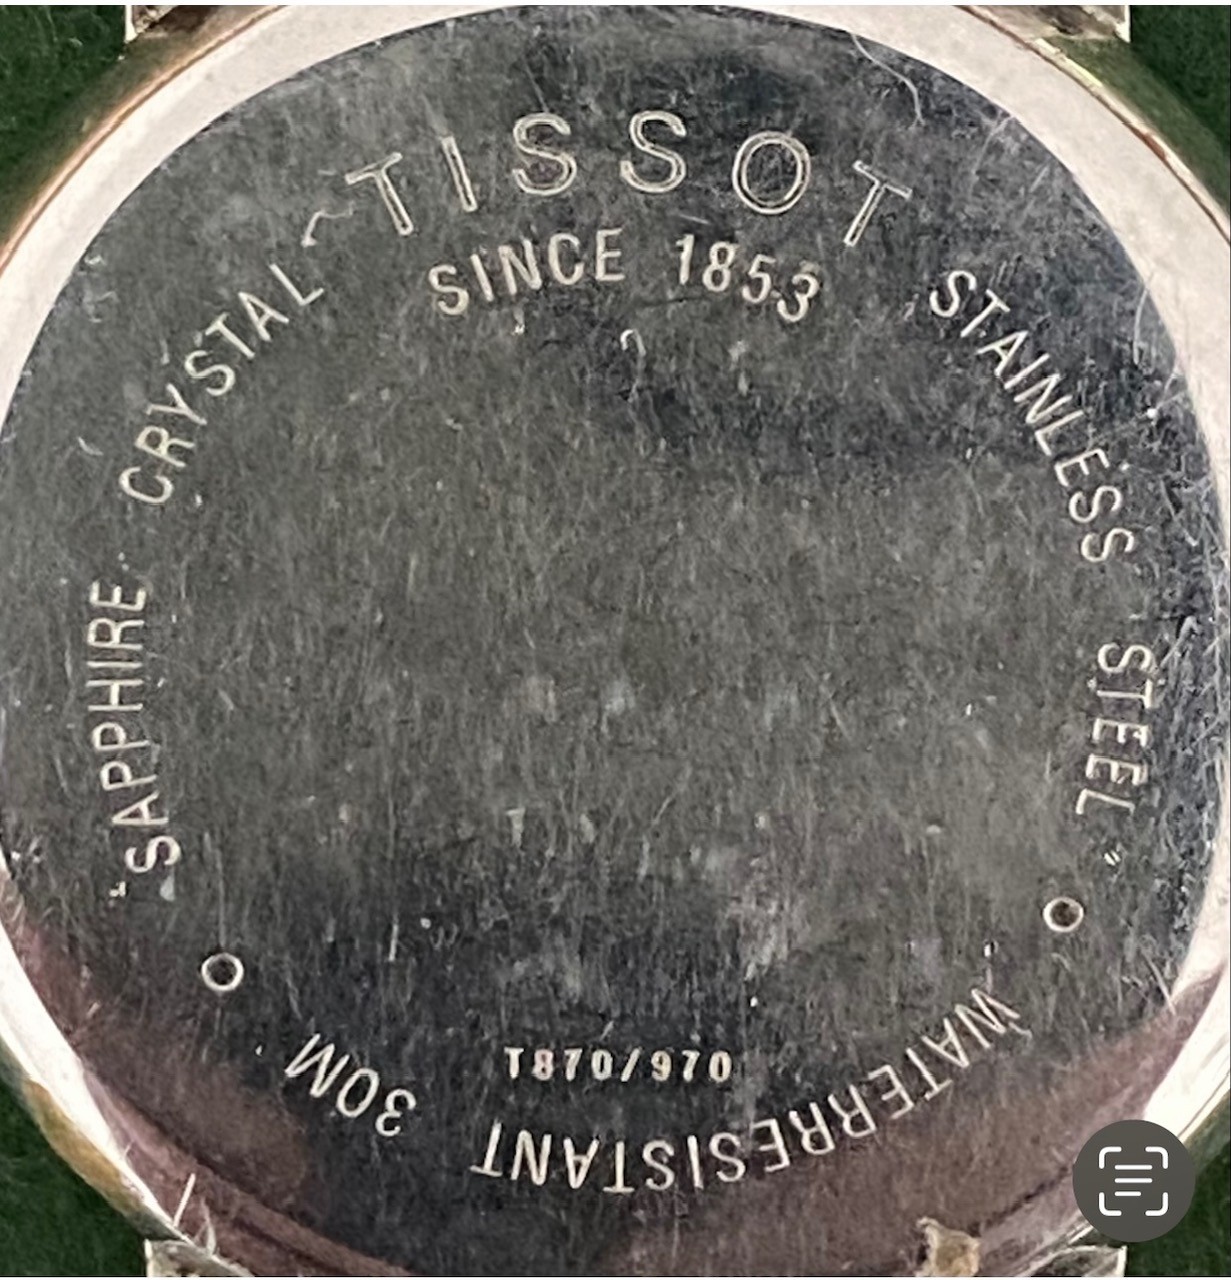 TISSOT
SINCE 1853
SAPPHIRE CRYSTAL
STAINLESS STEEL
WATERRESISTANT 30M
T870/970